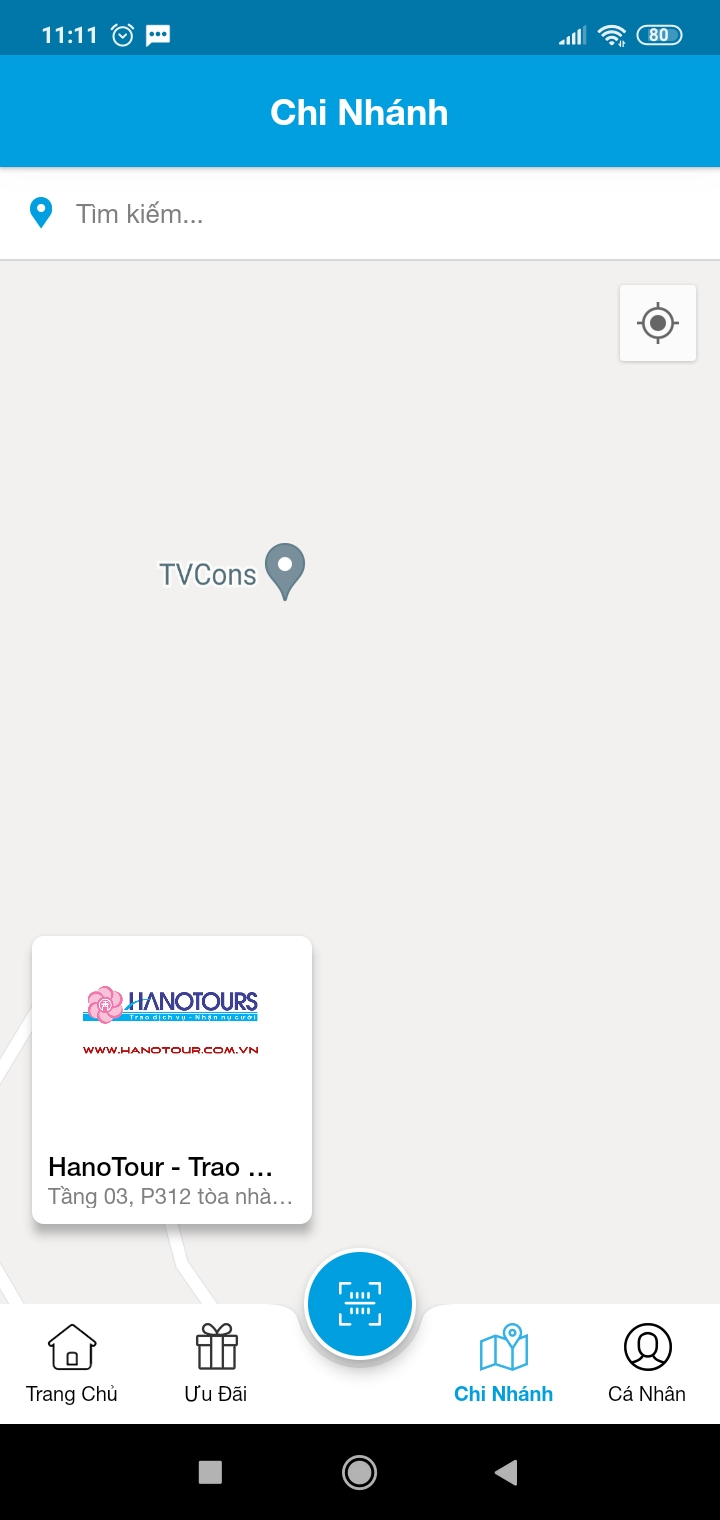 11:11
80
Chi Nhánh
Tìm kiếm...
TVCons
HANOTOURS
Trao dịch vụ - Nhận nụ cười
WWW.HANOTOUR.COM.VN
HanoTour - Trao ...
Tầng 03, P312 tòa nhà...
Trang Chủ
Ưu Đãi
Chi Nhánh
Cá Nhân